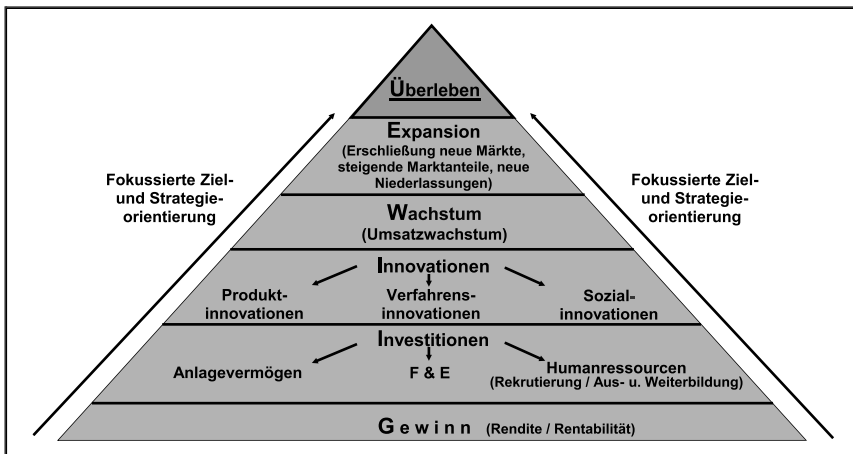 Überleben
Expansion
(Erschließung neue Märkte,
steigende Marktanteile, neue
Niederlassungen)
Fokussierte Ziel-
und Strategie-
orientierung
Fokussierte Ziel-
und Strategie-
orientierung
Wachstum
(Umsatzwachstum)
Innovationen
Produkt-
innovationen
Verfahrens-
innovationen
Sozial-
innovationen
Investitionen
Anlagevermögen
F & E
Humanressourcen
(Rekrutierung / Aus- u. Weiterbildung)
Gewinn (Rendite / Rentabilität)